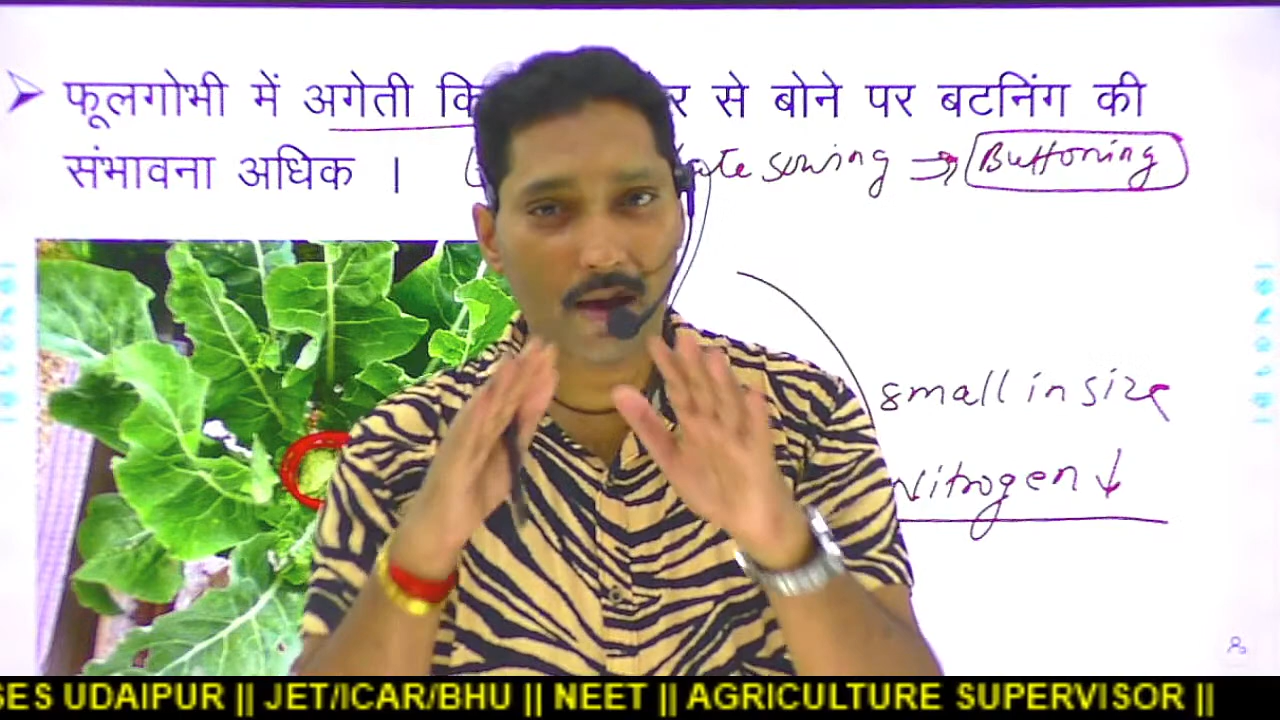 फूलगोभी में अगेती कि र से बोने पर बटनिंग की
संभावना अधिक ।
sowing → Buttoning
small in size
Nitrogen ↓
SES UDAIPUR || JET/ICAR/BHU || NEET || AGRICULTURE SUPERVISOR ||